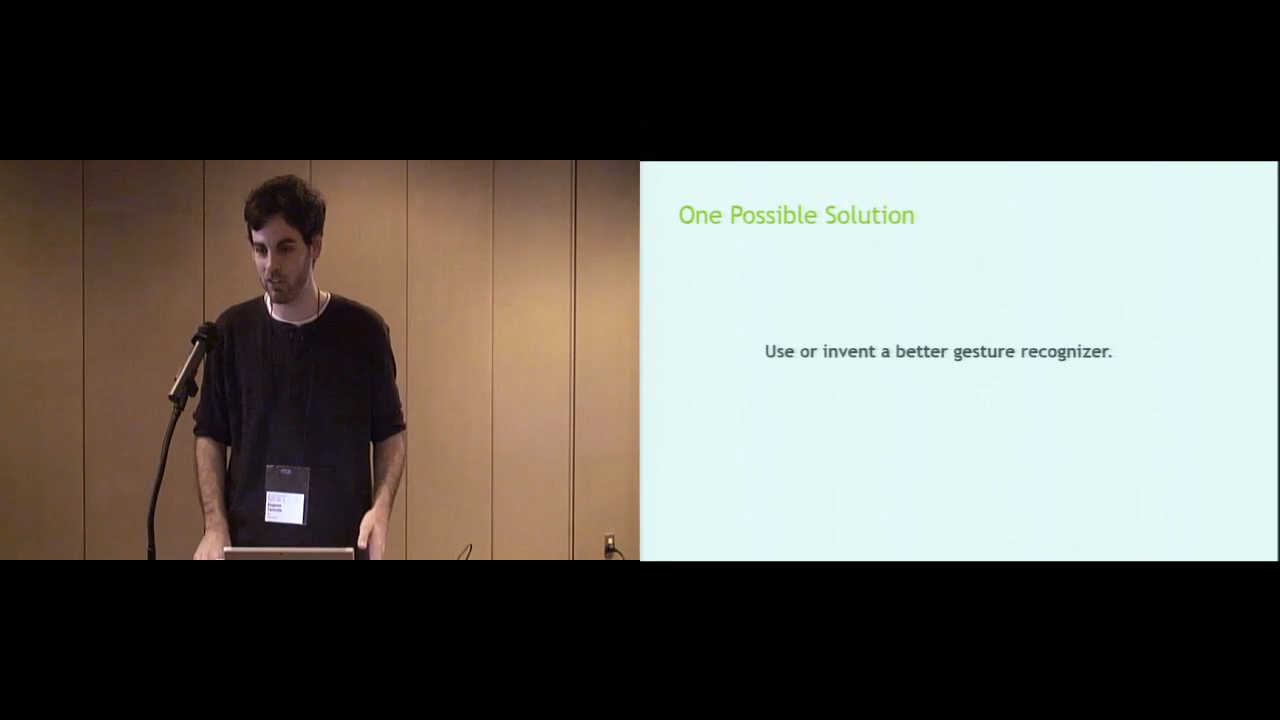 One Possible Solution
Use or invent a better gesture recognizer.